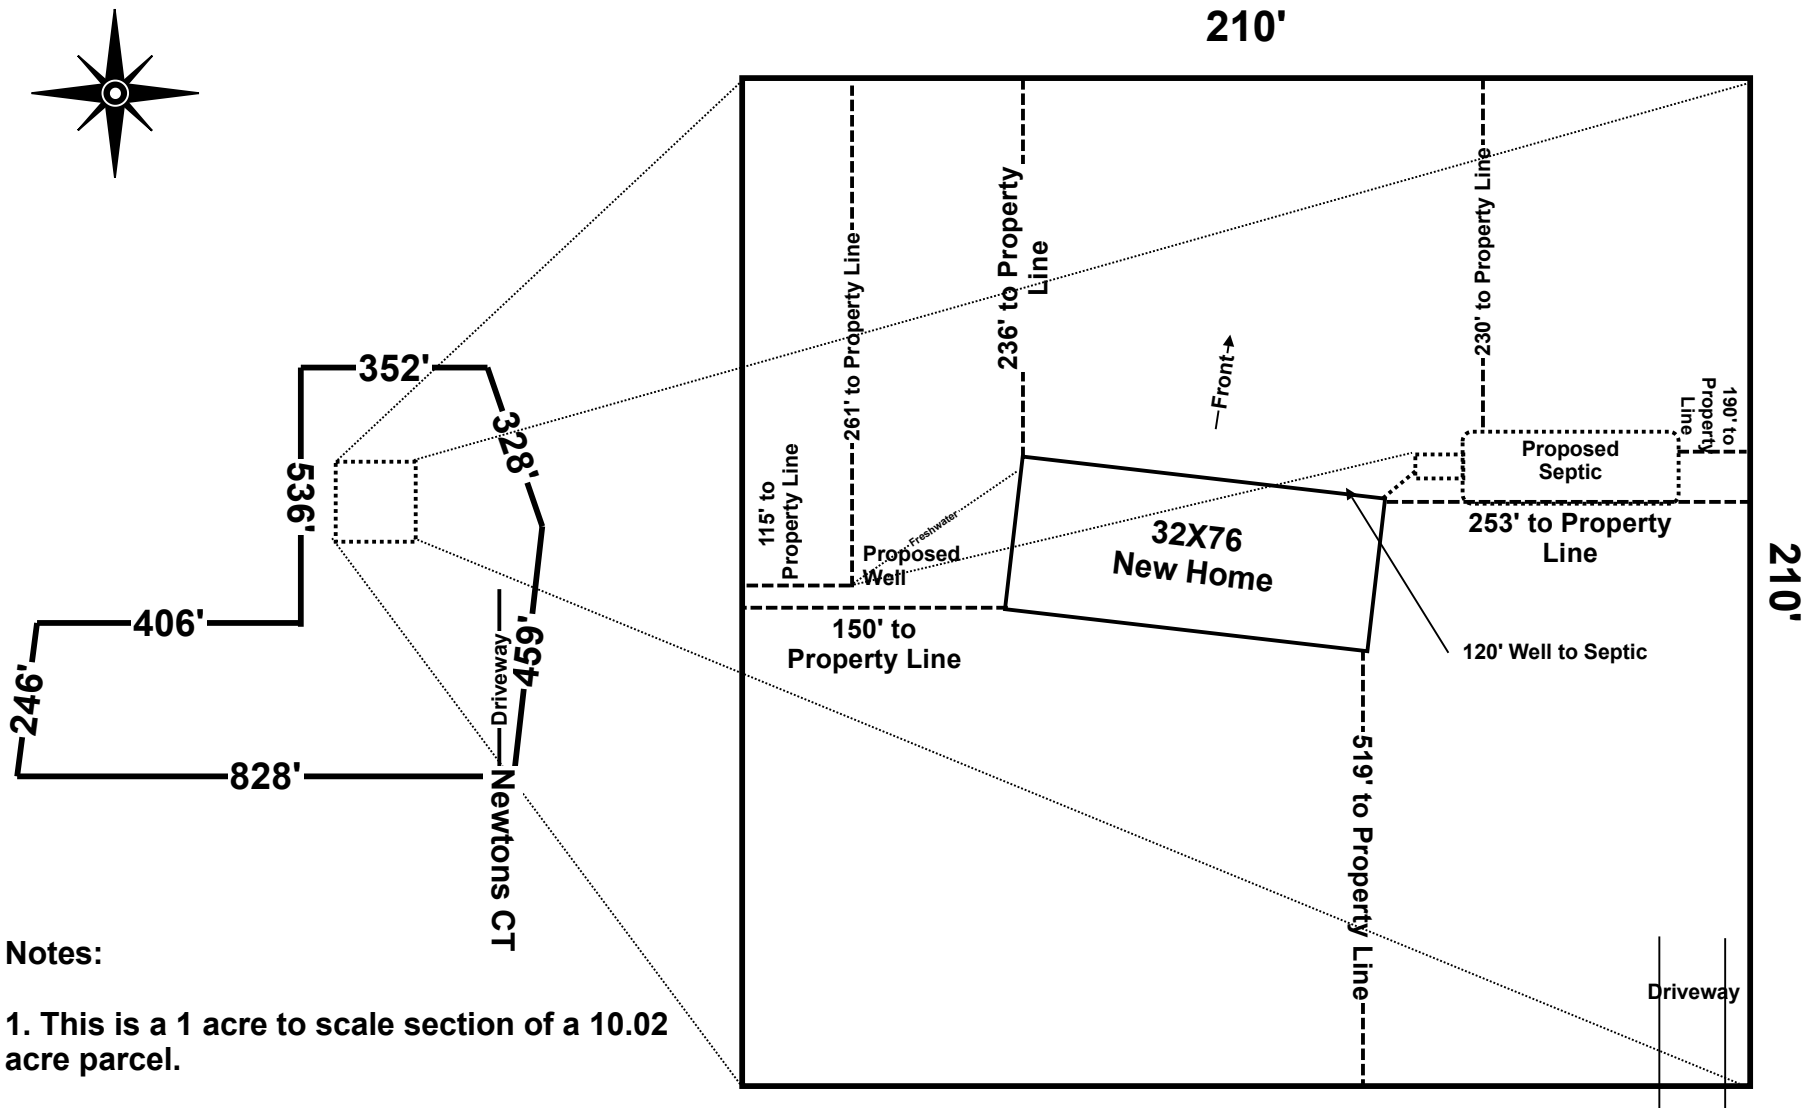 210'
236' to Property
Line
261' to Property Line
230' to Property Line
Front
352'
328'
536'
190' to
Property
Line
115' to
Property Line
Proposed
Septic
Freshwater
Proposed
Well
32X76
New Home
253' to Property
Line
210'
406'
459'
Driveway
246'
150' to
Property Line
120' Well to Septic
828'
Newtons CT
519' to Property Line
Notes:
1. This is a 1 acre to scale section of a 10.02
acre parcel.
Driveway